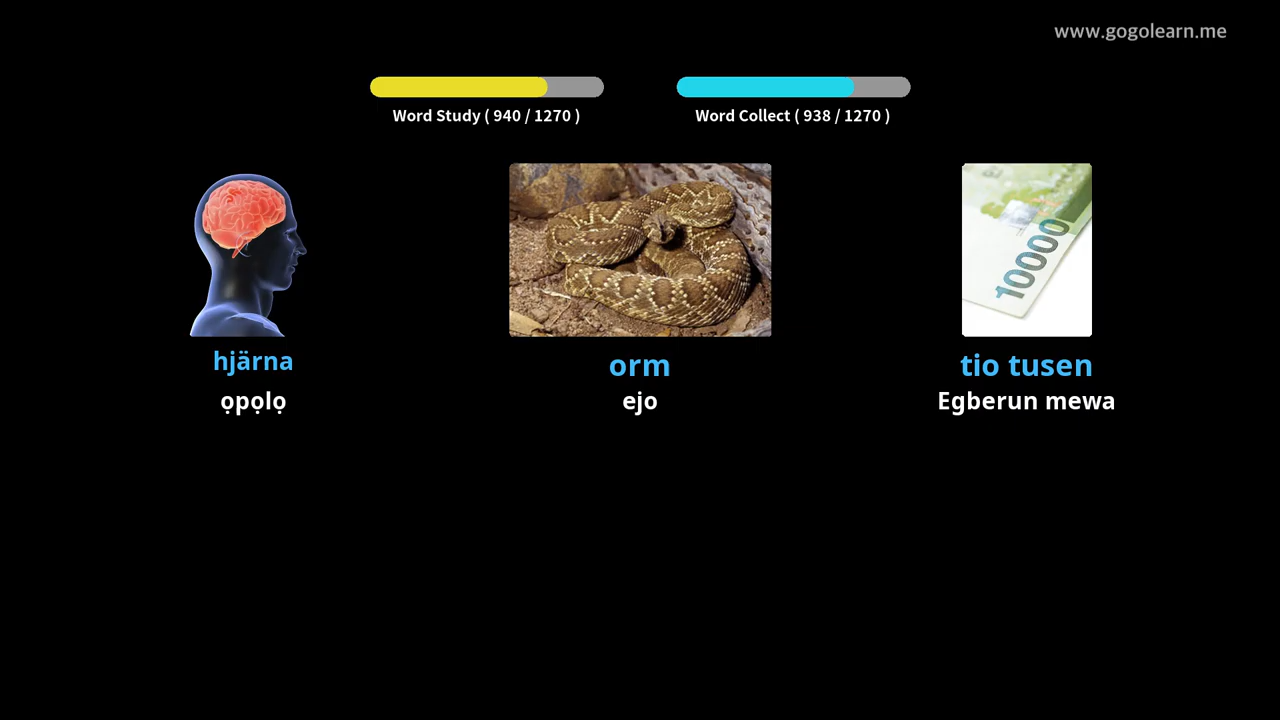 www.gogolearn.me
Word Study ( 940 / 1270 )
Word Collect ( 938 / 1270 )
10000
hjärna
orm
tio tusen
ọpọlọ
ejo
Egberun mewa